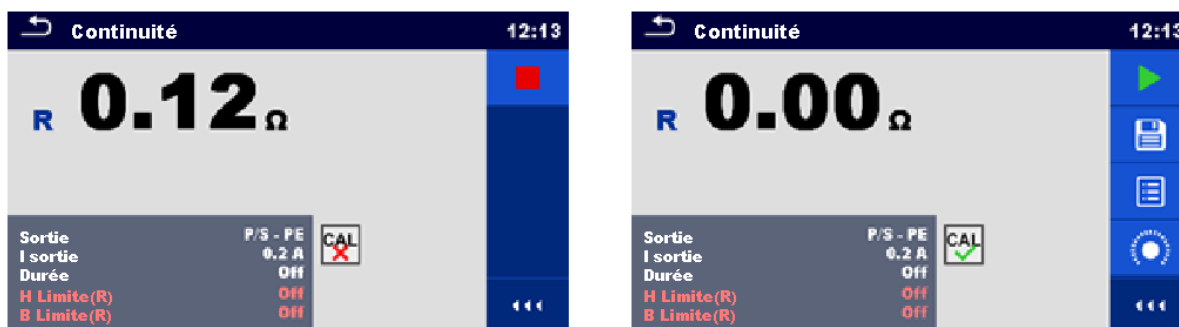 Continuité 12:13
R 0.12 Ω
Sortie P/S - PE
I sortie 0.2 A
Durée Off
H Limite(R) Off
B Limite(R) Off
CAL
Continuité 12:13
R 0.00 Ω
Sortie P/S - PE
I sortie 0.2 A
Durée Off
H Limite(R) Off
B Limite(R) Off
CAL